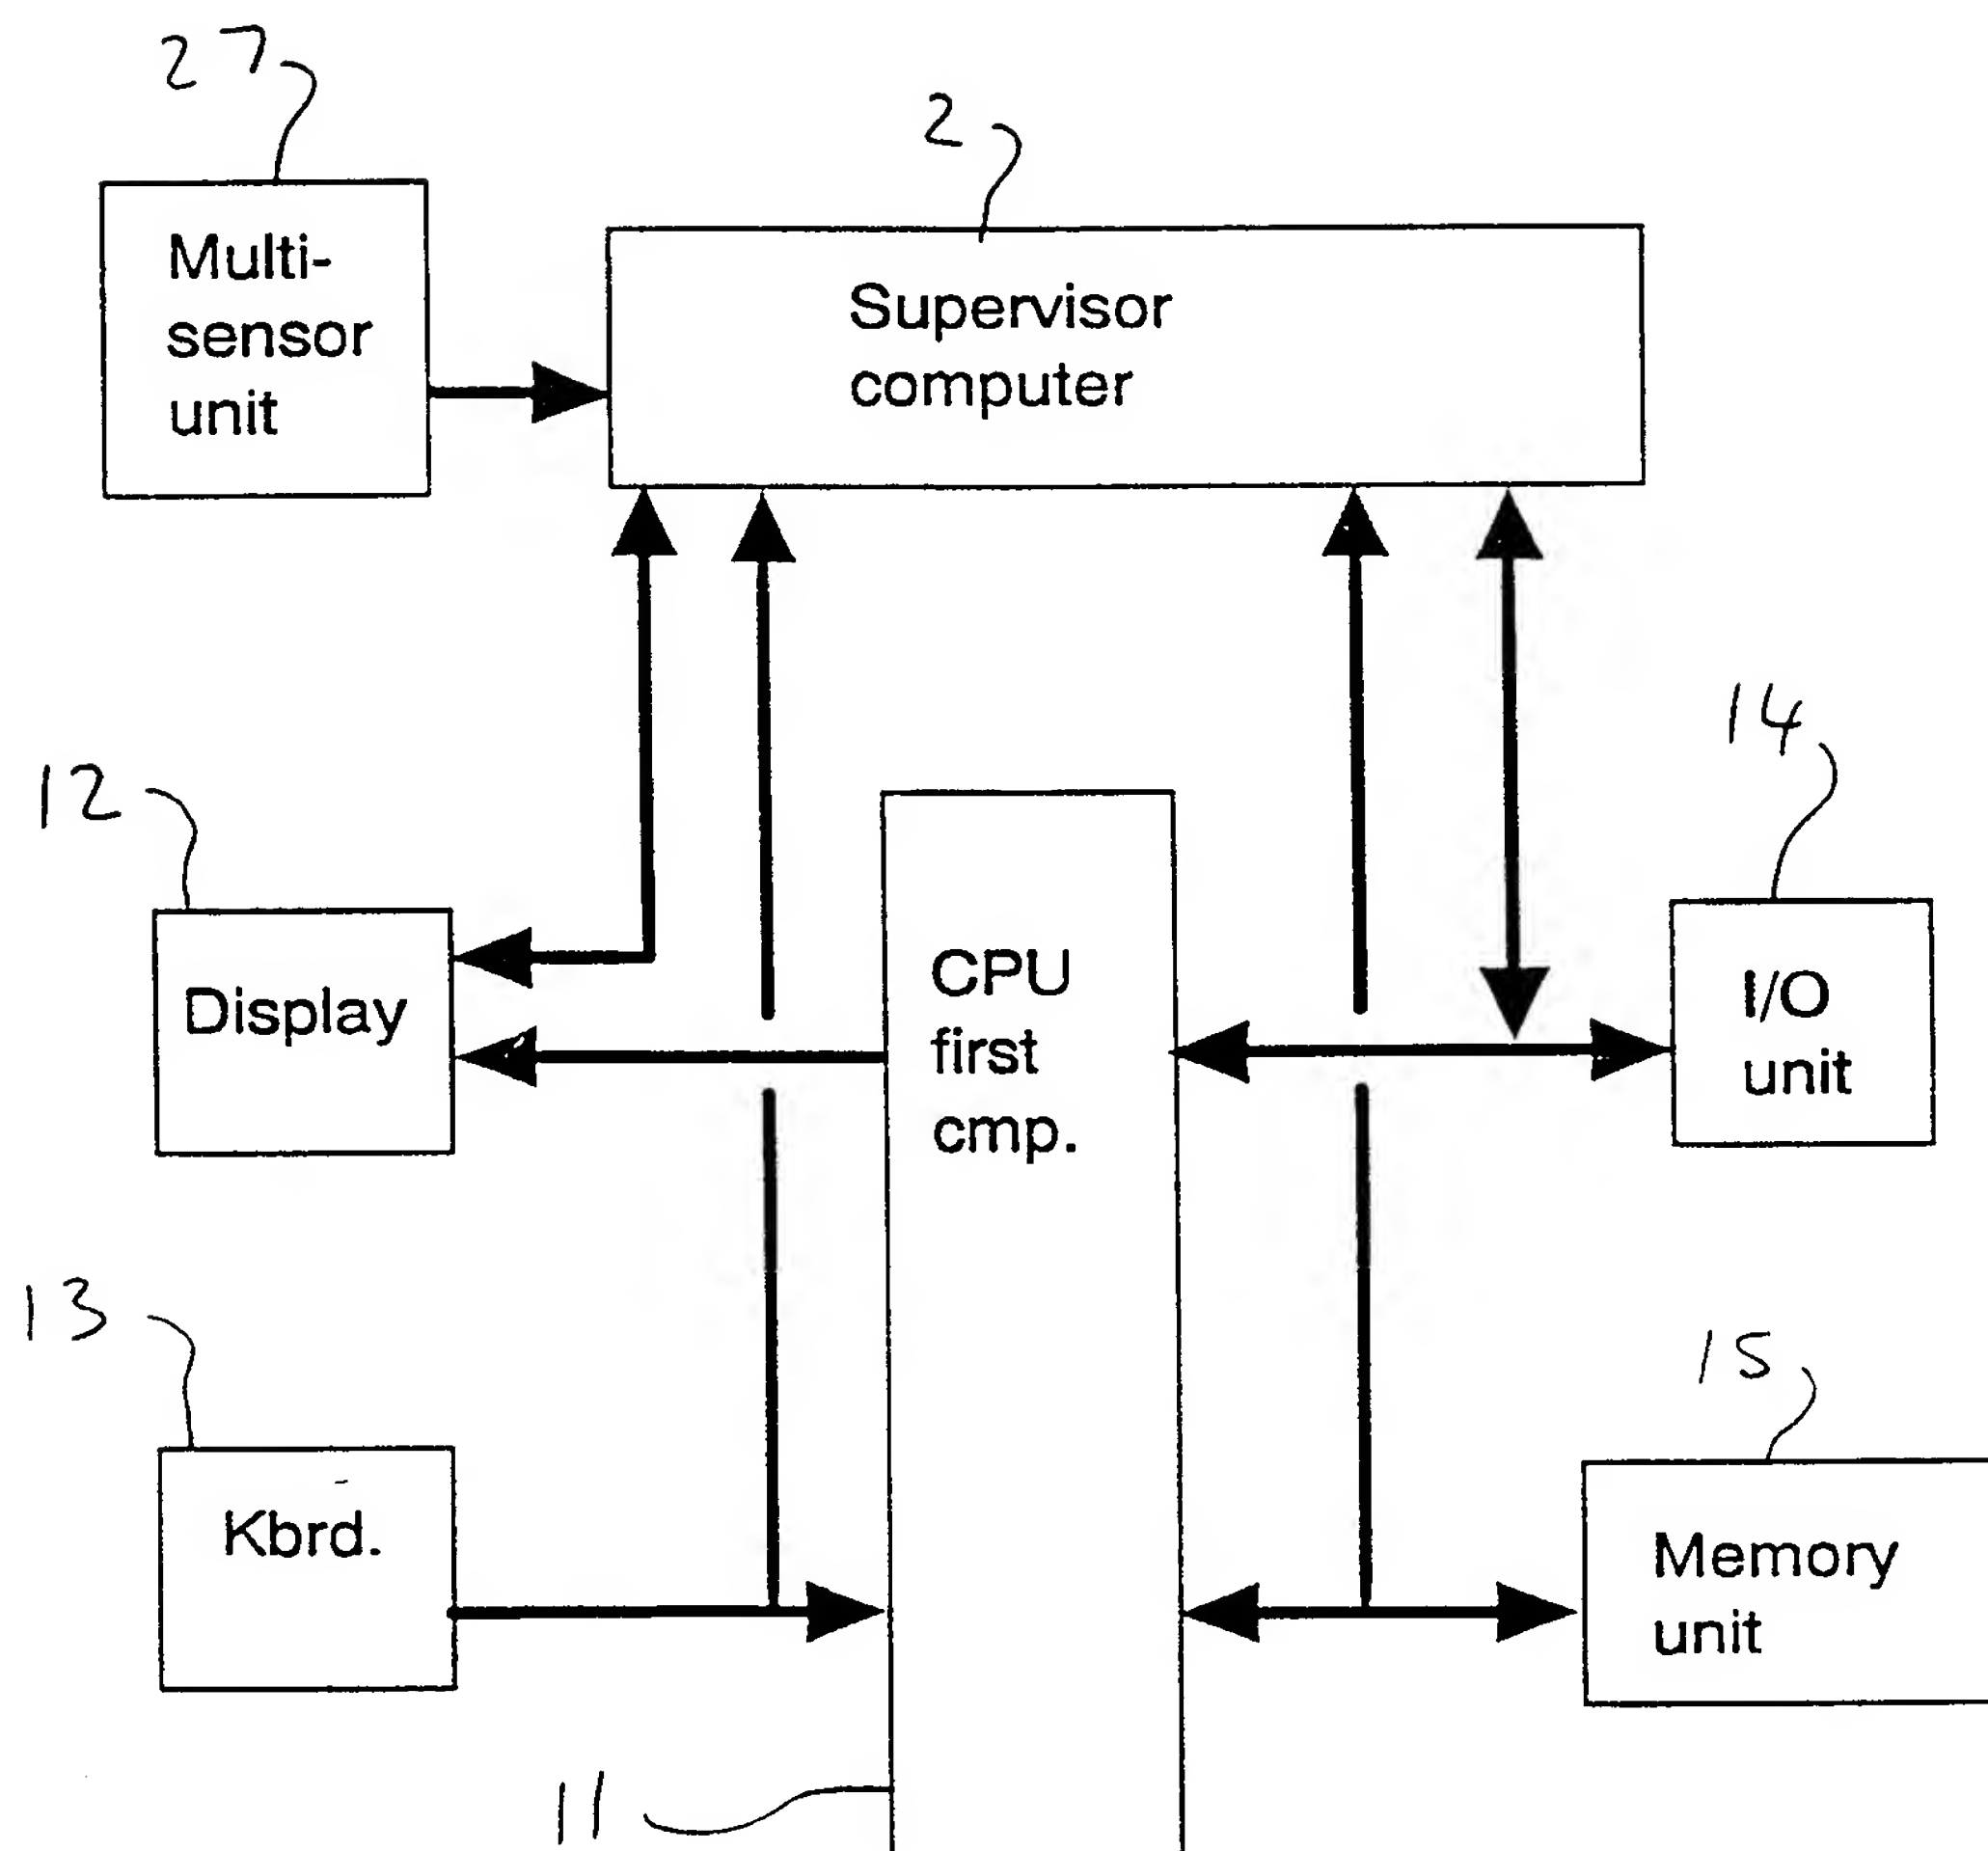 27
2
Multi-
sensor
unit
Supervisor
computer
14
12
CPU
first
cmp.
Display
I/O
unit
13
15
Kbrd.
Memory
unit
11